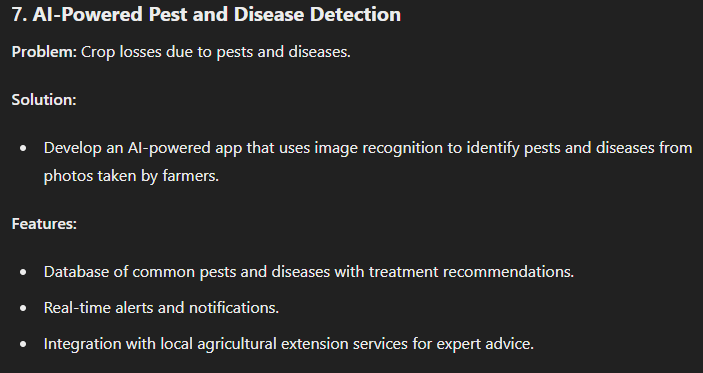 7. AI-Powered Pest and Disease Detection
Problem: Crop losses due to pests and diseases.
Solution:
• Develop an AI-powered app that uses image recognition to identify pests and diseases from
photos taken by farmers.
Features:
• Database of common pests and diseases with treatment recommendations.
• Real-time alerts and notifications.
• Integration with local agricultural extension services for expert advice.